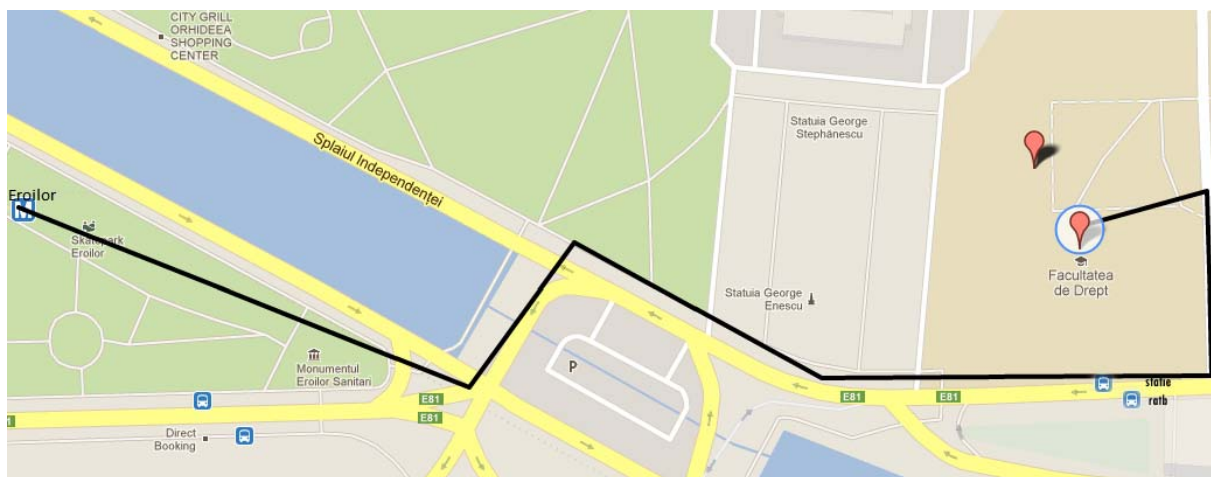 CITY GRILL
ORHIDEEA
SHOPPING
CENTER
Splaiul Independenței
Statuia George
Stephănescu
Eroilor
M
Skatepark
Eroilor
Facultatea
de Drept
Statuia George
Enescu
Monumentul
Eroilor Sanitari
P
statie
ratb
E81
E81
E81
E81
81
Direct
Booking